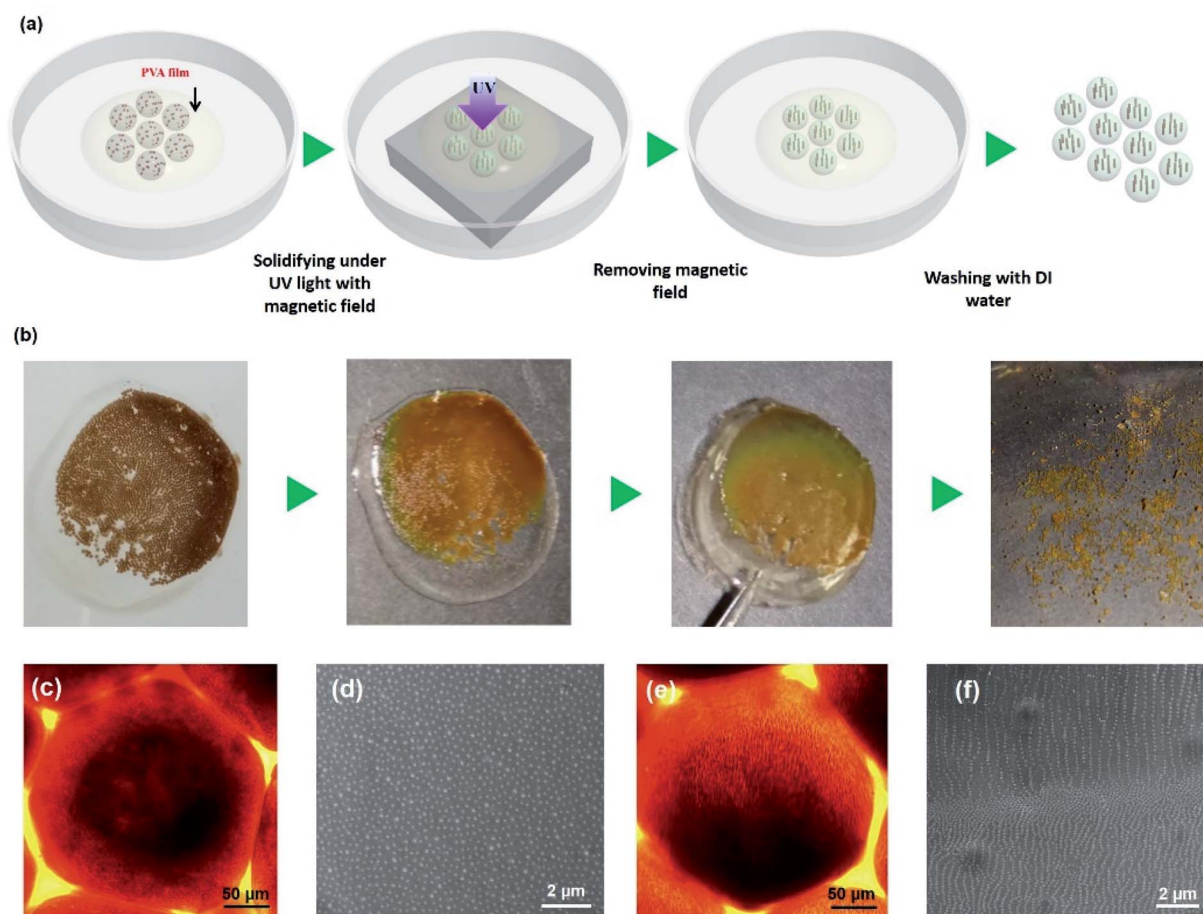 (a)
PVA film
UV
Solidifying under
UV light with
magnetic field
Removing magnetic
field
Washing with DI
water
(b)
(c)
50 µm
(d)
2 µm
(e)
50 µm
(f)
2 µm